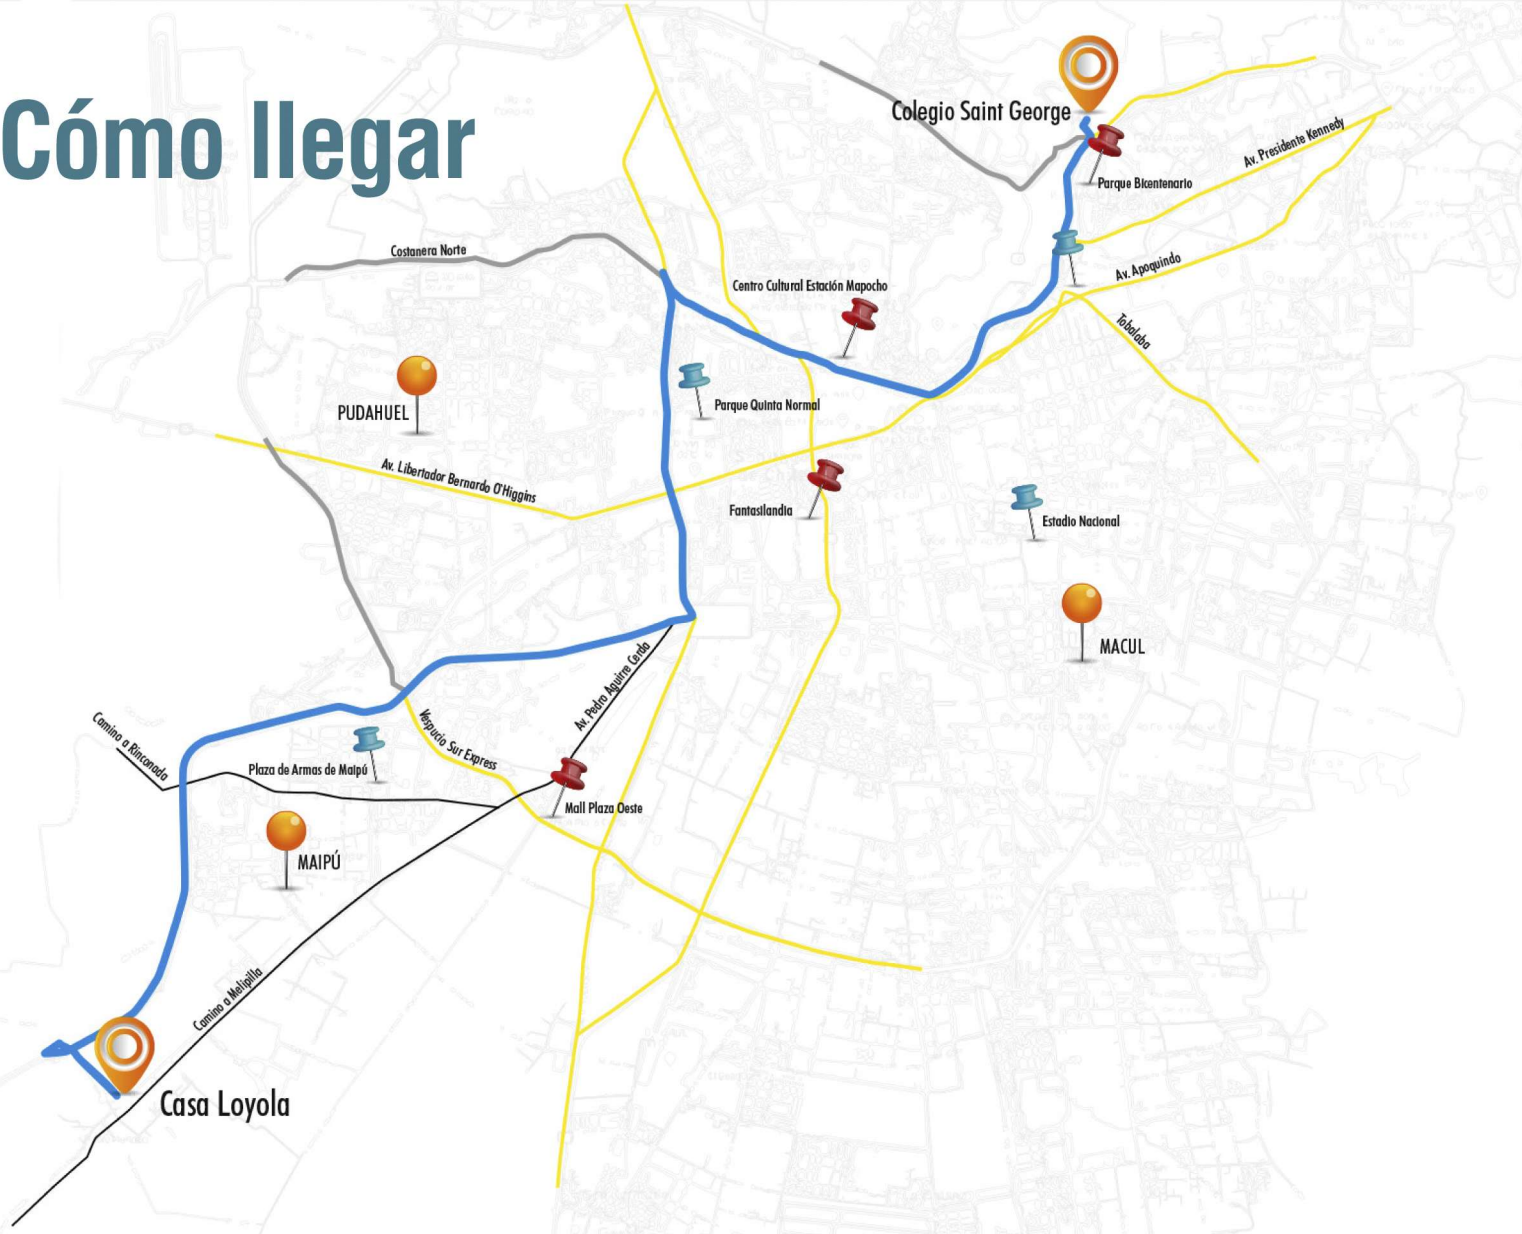 Cómo llegar
Colegio Saint George
Av. Presidente Kennedy
Parque Bicentenario
Costanera Norte
Av. Apoquindo
Centro Cultural Estación Mapocho
Tobalaba
PUDAHUEL
Parque Quinta Normal
Av. Libertador Bernardo O'Higgins
Fantasilandia
Estadio Nacional
MACUL
Av. Pedro Aguirre Cerda
Camino a Rinconada
Vespucio Sur Express
Plaza de Armas de Maipú
Mall Plaza Oeste
MAIPÚ
Camino a Melipilla
Casa Loyola